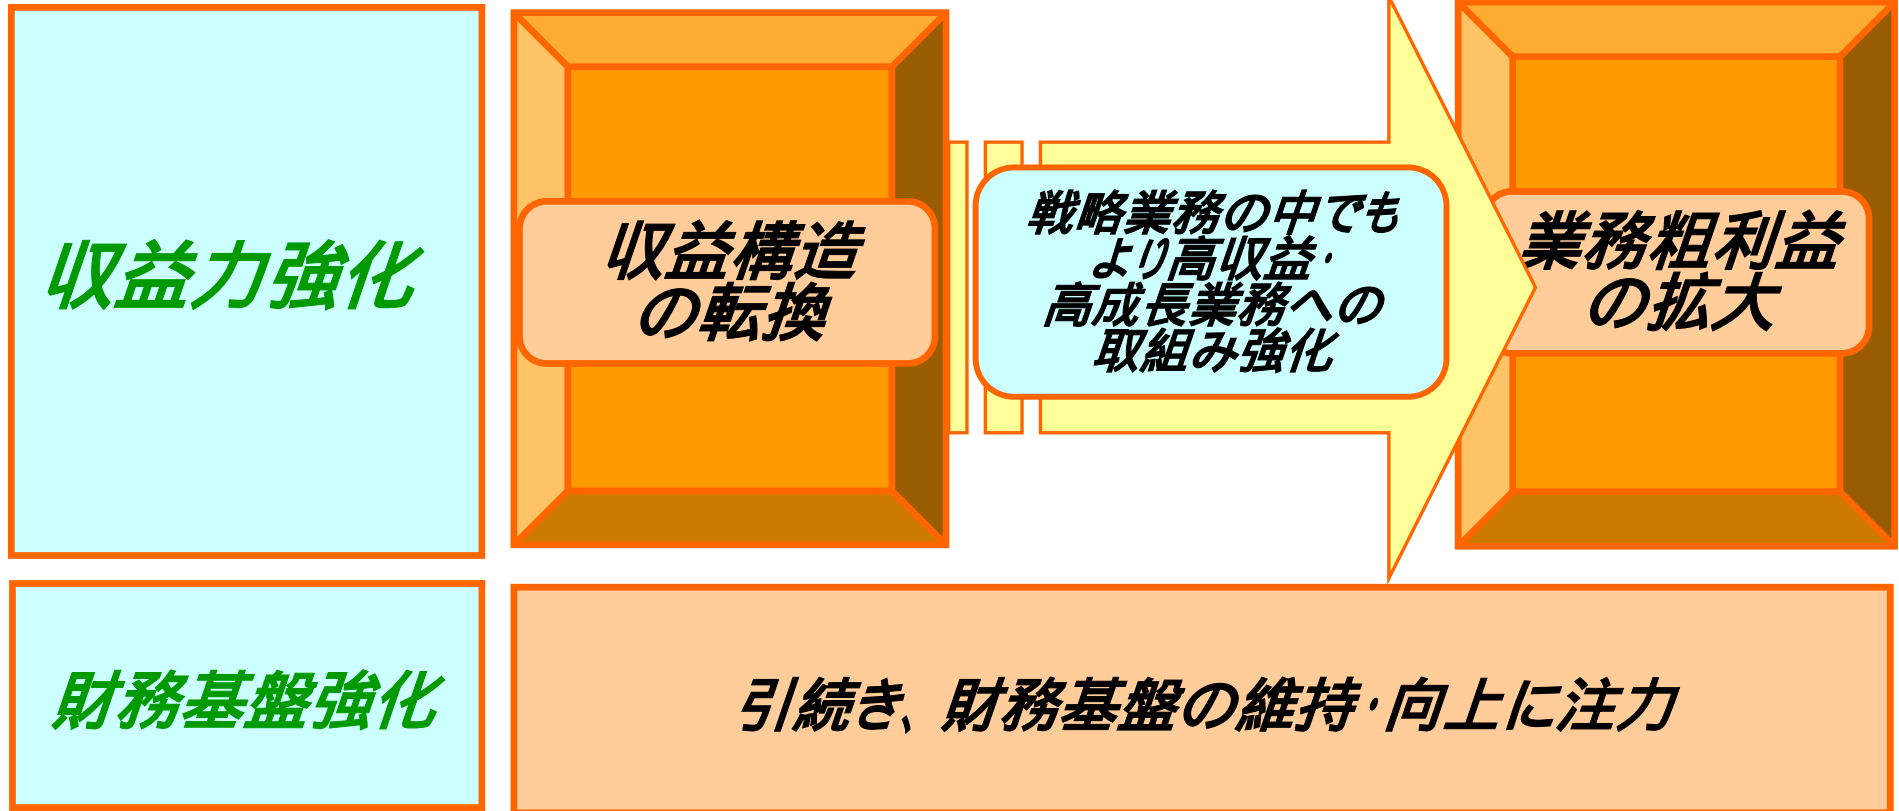 収益力強化
収益構造
の転換
戦略業務の中でも
より高収益・
高成長業務への
取組み強化
業務粗利益
の拡大
財務基盤強化
引続き、財務基盤の維持・向上に注力